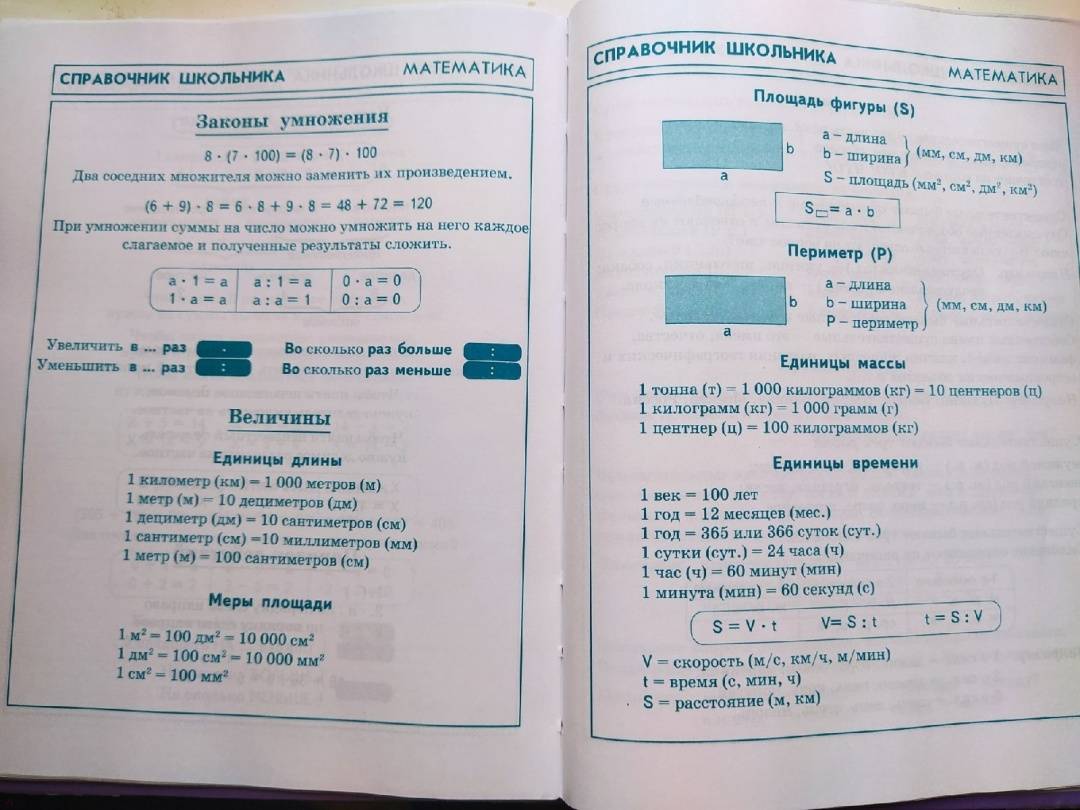 СПРАВОЧНИК ШКОЛЬНИКА МАТЕМАТИКА
Законы умножения
8 · (7 · 100) = (8 · 7) · 100
Два соседних множителя можно заменить их произведением.
(6 + 9) · 8 = 6 · 8 + 9 · 8 = 48 + 72 = 120
При умножении суммы на число можно умножить на него каждое
слагаемое и полученные результаты сложить.
a · 1 = a a : 1 = a 0 · a = 0
1 · a = a a : a = 1 0 : a = 0
Увеличить в ... раз · Во сколько раз больше :
Уменьшить в ... раз : Во сколько раз меньше :
Величины
Единицы длины
1 километр (км) = 1 000 метров (м)
1 метр (м) = 10 дециметров (дм)
1 дециметр (дм) = 10 сантиметров (см)
1 сантиметр (см) =10 миллиметров (мм)
1 метр (м) = 100 сантиметров (см)
Меры площади
1 м² = 100 дм² = 10 000 см²
1 дм² = 100 см² = 10 000 мм²
1 см² = 100 мм²
СПРАВОЧНИК ШКОЛЬНИКА МАТЕМАТИКА
Площадь фигуры (S)
a – длина
b b – ширина (мм, см, дм, км)
a S – площадь (мм², см², дм², км²)
S▭ = a · b
Периметр (P)
a – длина
b b – ширина (мм, см, дм, км)
a P – периметр
Единицы массы
1 тонна (т) = 1 000 килограммов (кг) = 10 центнеров (ц)
1 килограмм (кг) = 1 000 грамм (г)
1 центнер (ц) = 100 килограммов (кг)
Единицы времени
1 век = 100 лет
1 год = 12 месяцев (мес.)
1 год = 365 или 366 суток (сут.)
1 сутки (сут.) = 24 часа (ч)
1 час (ч) = 60 минут (мин)
1 минута (мин) = 60 секунд (с)
S = V · t V= S : t t = S : V
V = скорость (м/с, км/ч, м/мин)
t = время (с, мин, ч)
S = расстояние (м, км)